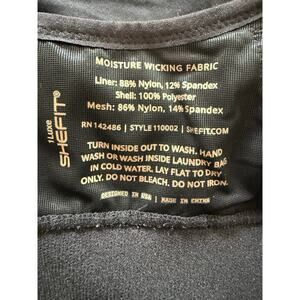 MOISTURE WICKING FABRIC
Liner: 88% Nylon, 12% Spandex
Shell: 100% Polyester
Mesh: 86% Nylon, 14% Spandex
RN 142486 | STYLE 110002 | SHEFIT.COM
TURN INSIDE OUT TO WASH. HAND
WASH OR WASH INSIDE LAUNDRY BAG
IN COLD WATER. LAY FLAT TO DRY
ONLY. DO NOT BLEACH. DO NOT IRON.
DESIGNED IN USA | MADE IN CHINA
1 LUXE
SHEFIT®